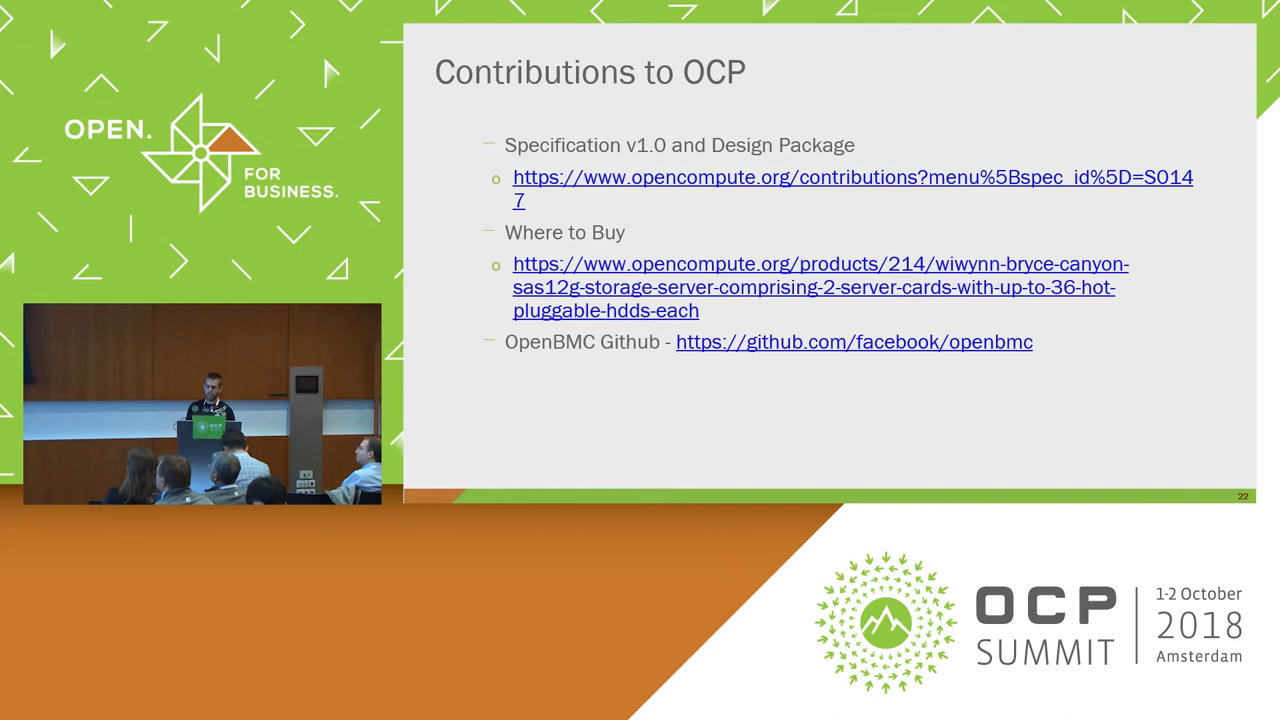 OPEN.
FOR
BUSINESS.
Contributions to OCP
Specification v1.0 and Design Package
https://www.opencompute.org/contributions?menu%5Bspec_id%5D=S014
7
Where to Buy
https://www.opencompute.org/products/214/wiwynn-bryce-canyon-
sas12g-storage-server-comprising-2-server-cards-with-up-to-36-hot-
pluggable-hdds-each
OpenBMC Github - https://github.com/facebook/openbmc
22
OCP
OCP
SUMMIT
1-2 October
2018
Amsterdam